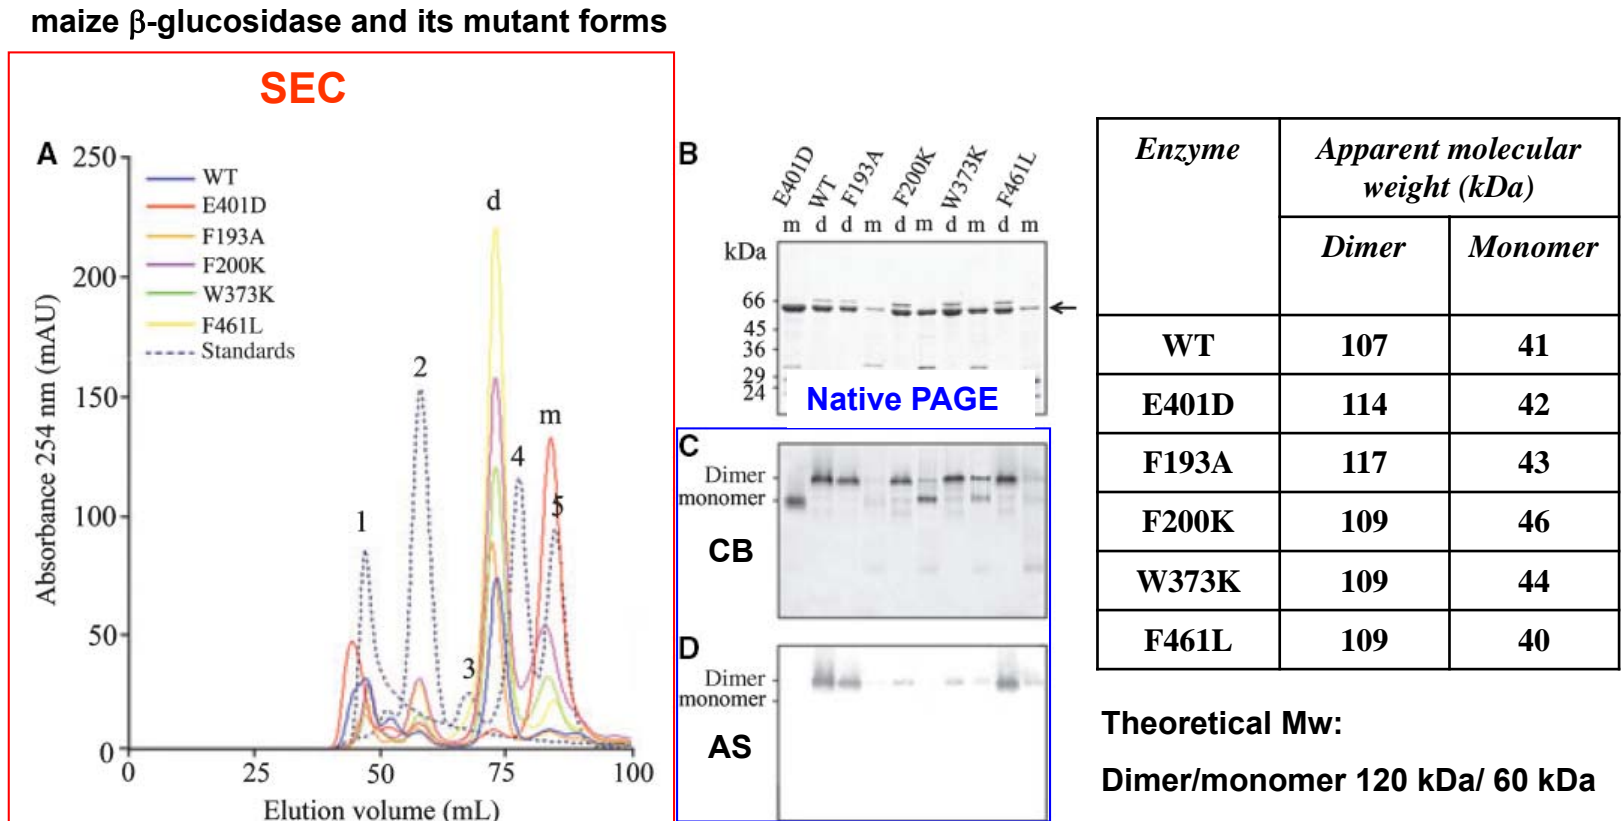 maize β-glucosidase and its mutant forms
SEC
A
250
200
150
100
50
0
0
25
50
75
100
Absorbance 254 nm (mAU)
Elution volume (mL)
WT
E401D
F193A
F200K
W373K
F461L
Standards
1
2
3
d
4
m
5
B
E401D WT F193A F200K W373K F461L
m d d m d m d m d m
kDa
66
45
36
29
24
Native PAGE
C
Dimer
monomer
CB
D
Dimer
monomer
AS
Enzyme Apparent molecular weight (kDa)
Dimer Monomer
WT 107 41
E401D 114 42
F193A 117 43
F200K 109 46
W373K 109 44
F461L 109 40
Theoretical Mw:
Dimer/monomer 120 kDa/ 60 kDa